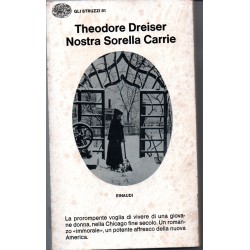 GLI STRUZZI 81
Theodore Dreiser
Nostra Sorella Carrie
EINAUDI
La prorompente voglia di vivere di una giova-
ne donna, nella Chicago fine secolo. Un roman-
zo «immorale», un potente affresco della nuova
America.